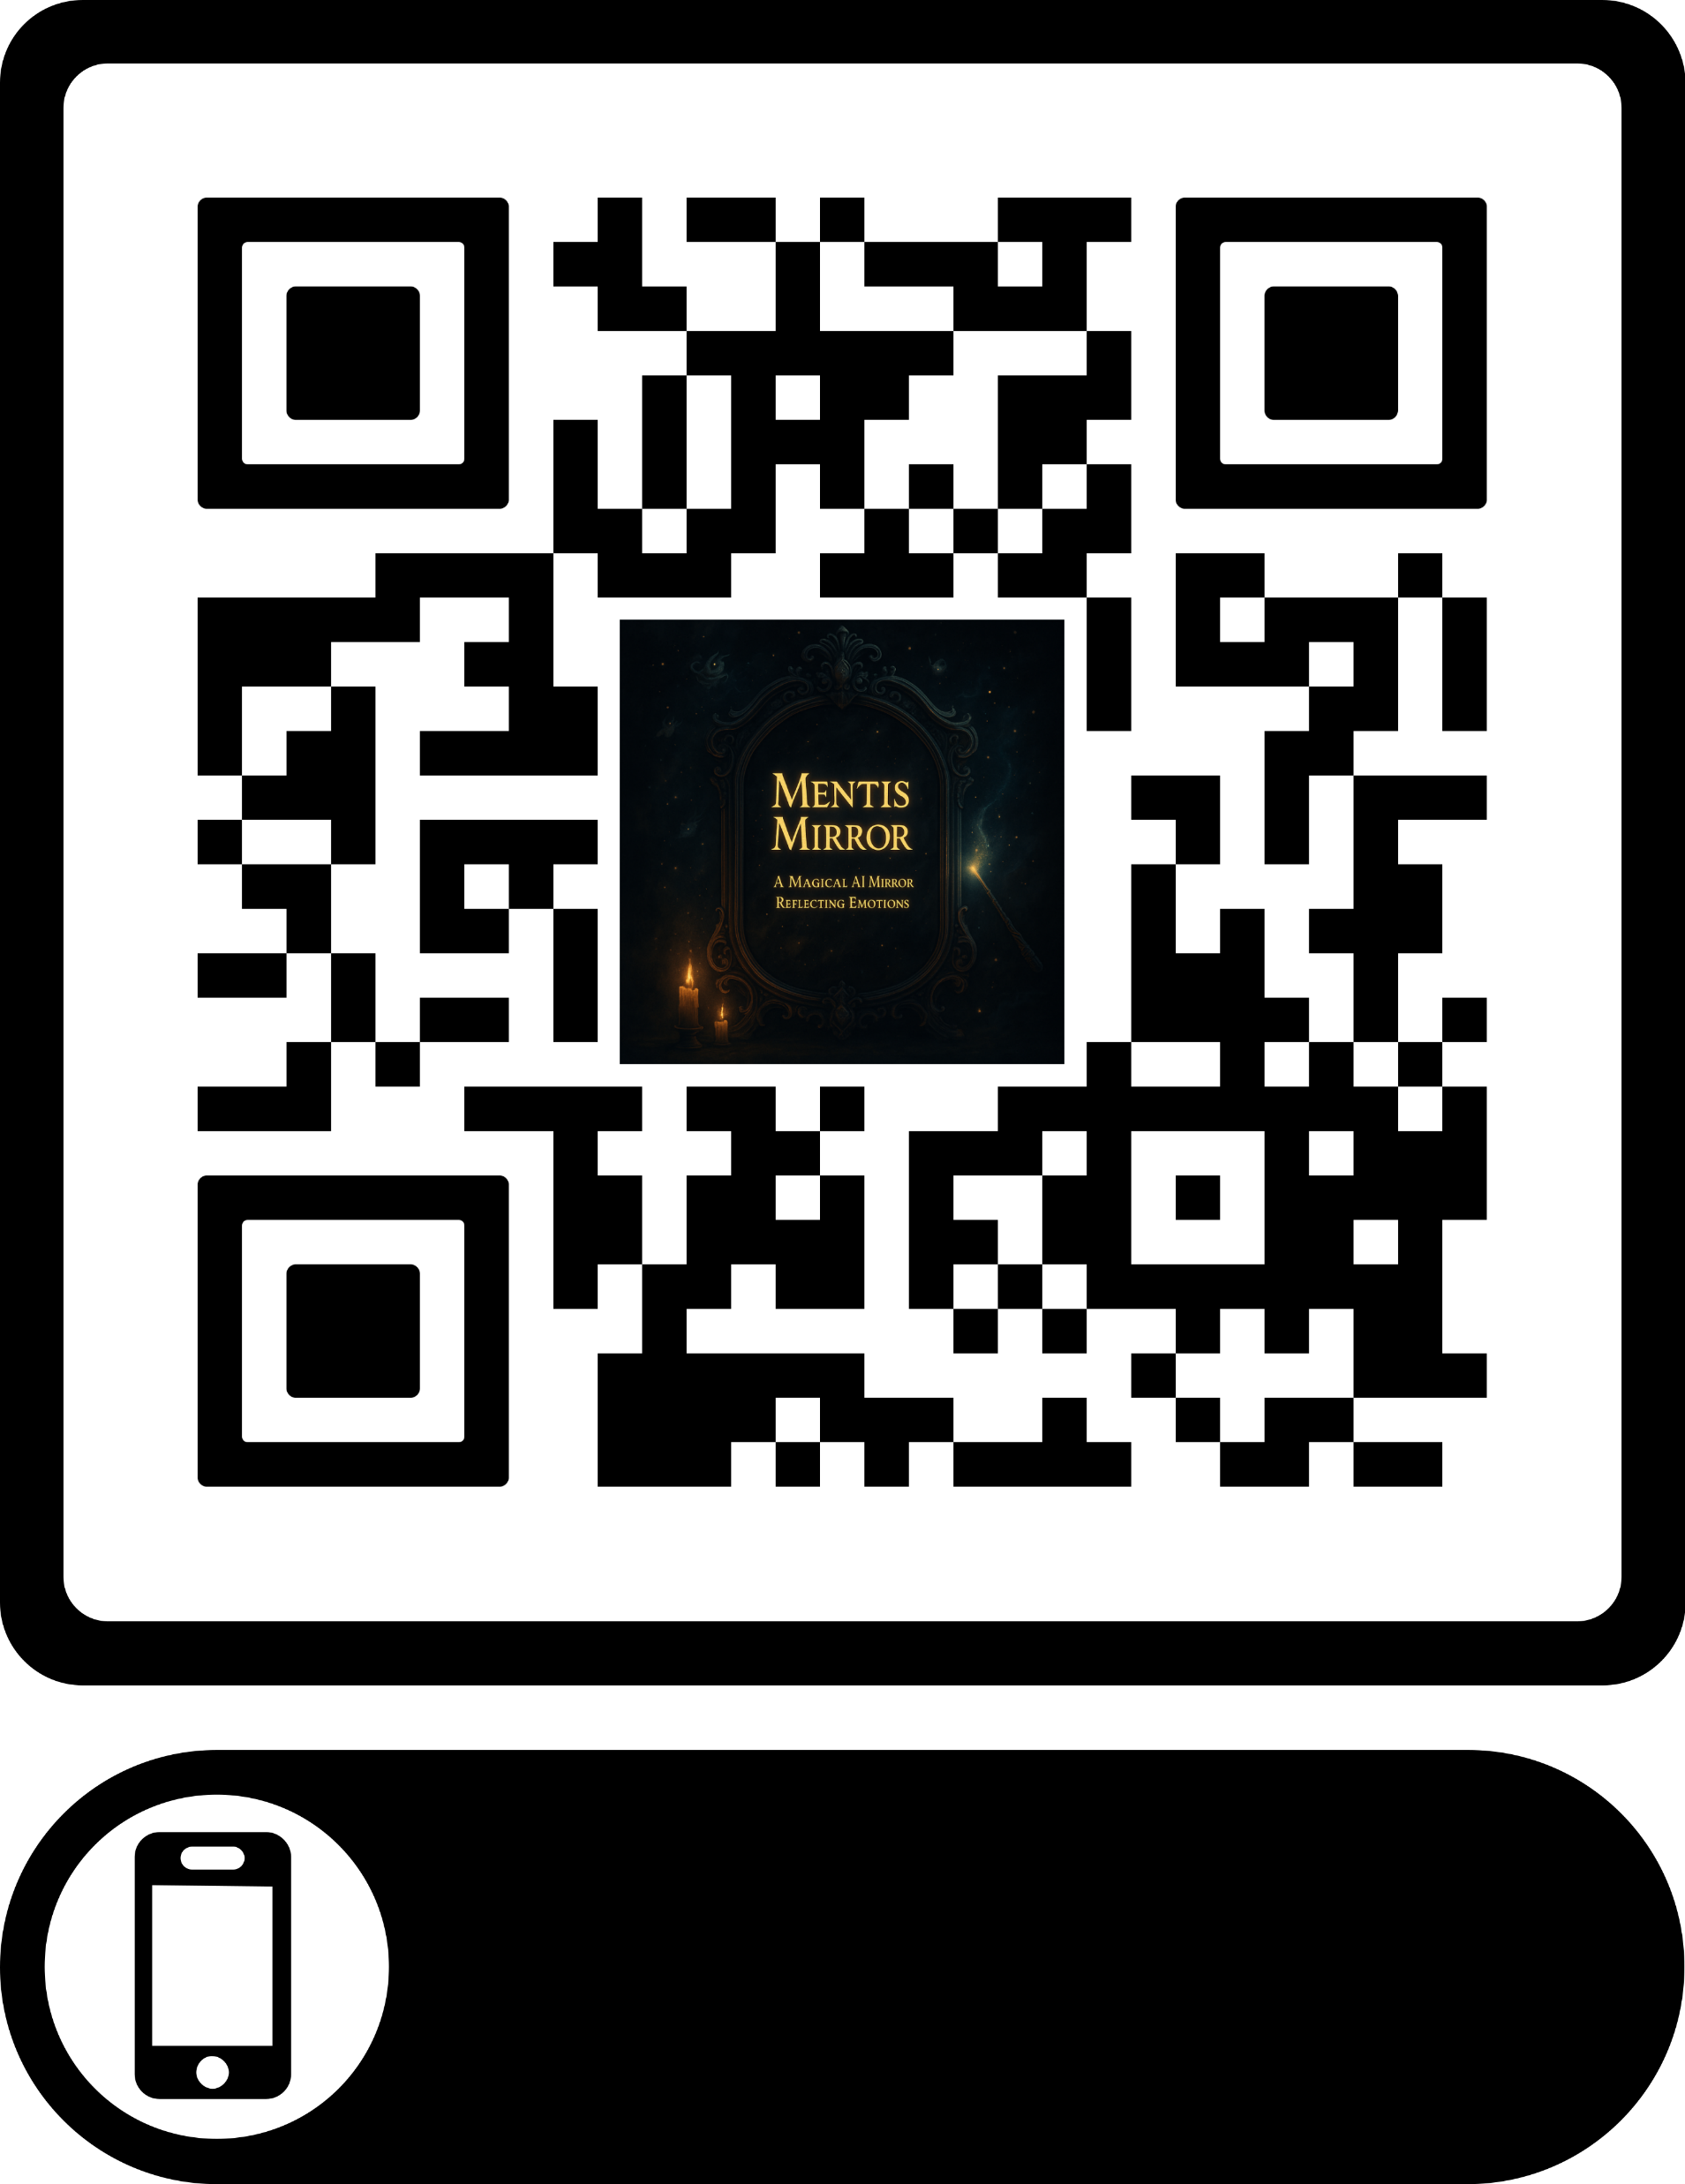 Mentis
Mirror
A Magical AI Mirror
Reflecting Emotions